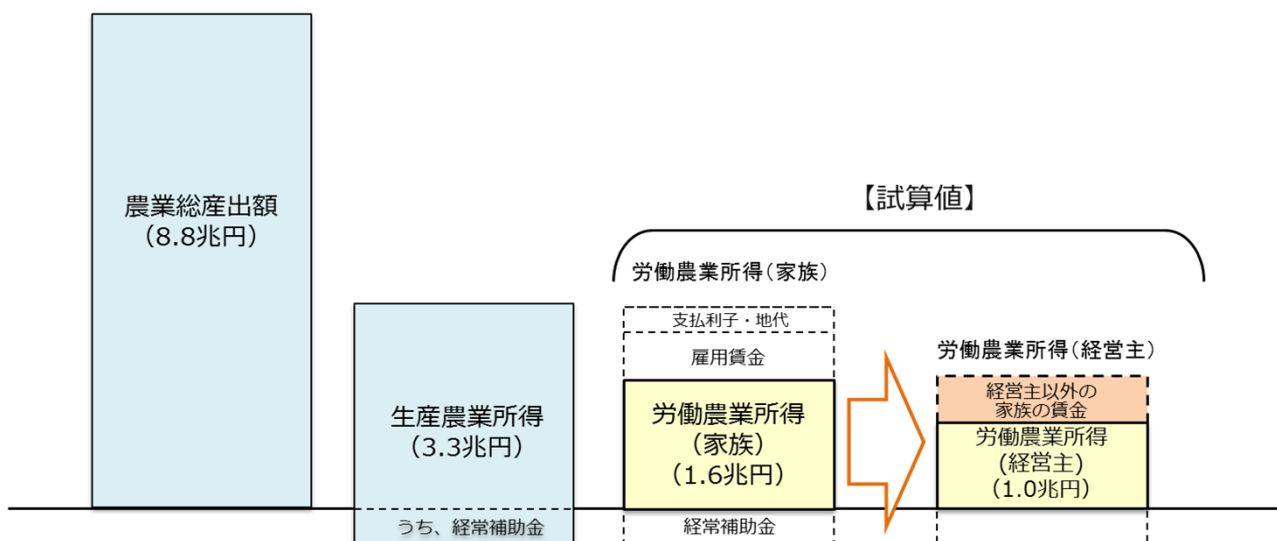 農業総産出額
（8.8兆円）
生産農業所得
（3.3兆円）
うち、経常補助金
【試算値】
労働農業所得（家族）
支払利子・地代
雇用賃金
労働農業所得
（家族）
（1.6兆円）
経常補助金
労働農業所得（経営主）
経営主以外の
家族の賃金
労働農業所得
(経営主)
（1.0兆円）